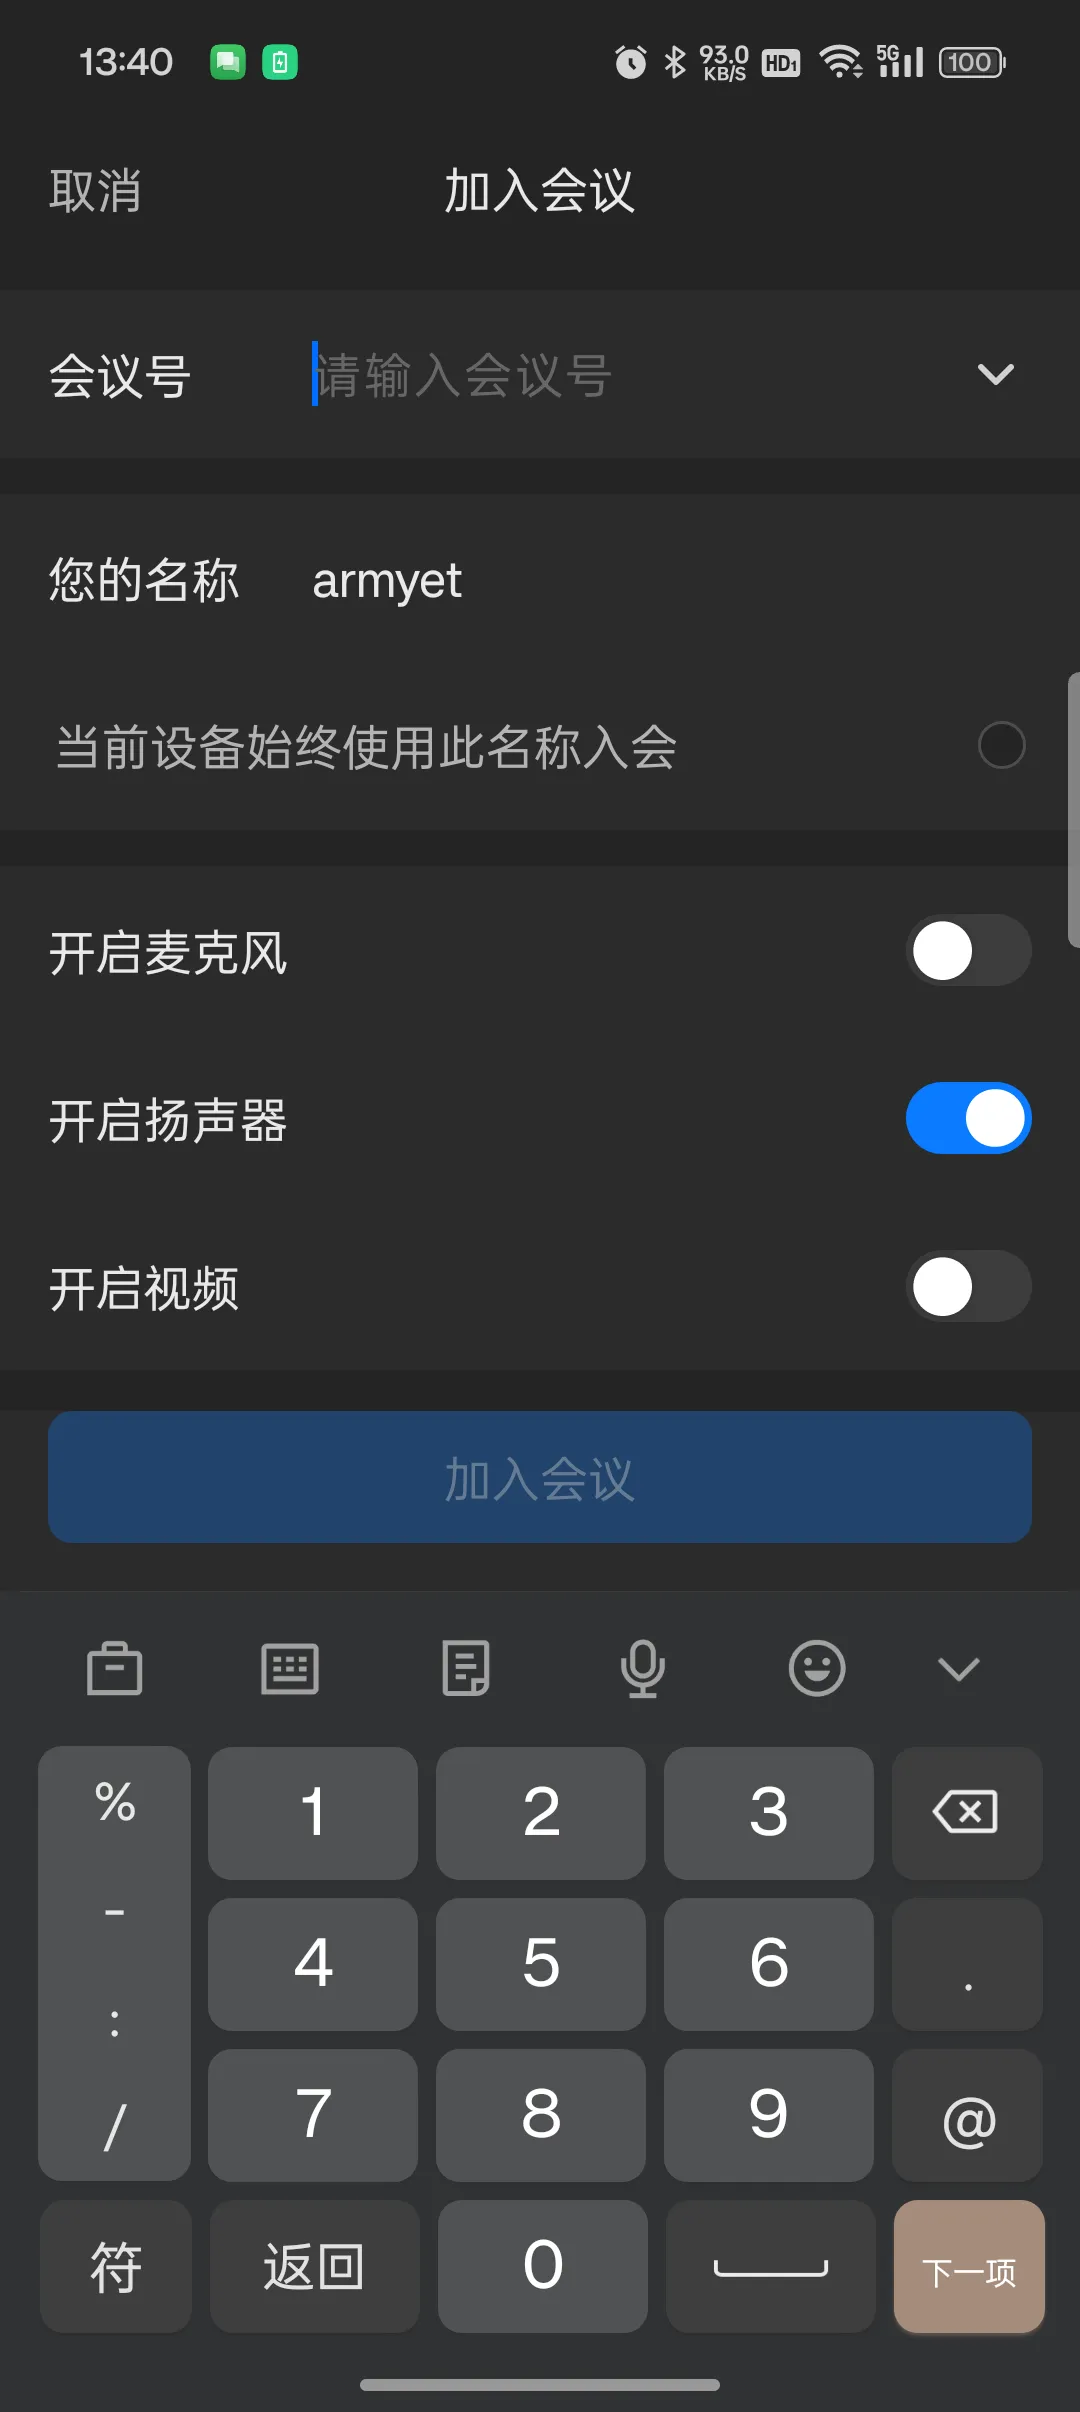 13:40
93.0
KB/S
HD1
5G
100
取消
加入会议
会议号
请输入会议号
您的名称
armyet
当前设备始终使用此名称入会
开启麦克风
开启扬声器
开启视频
加入会议
% 1 2 3
- 4 5 6 .
:
/ 7 8 9 @
符 返回 0 下一项